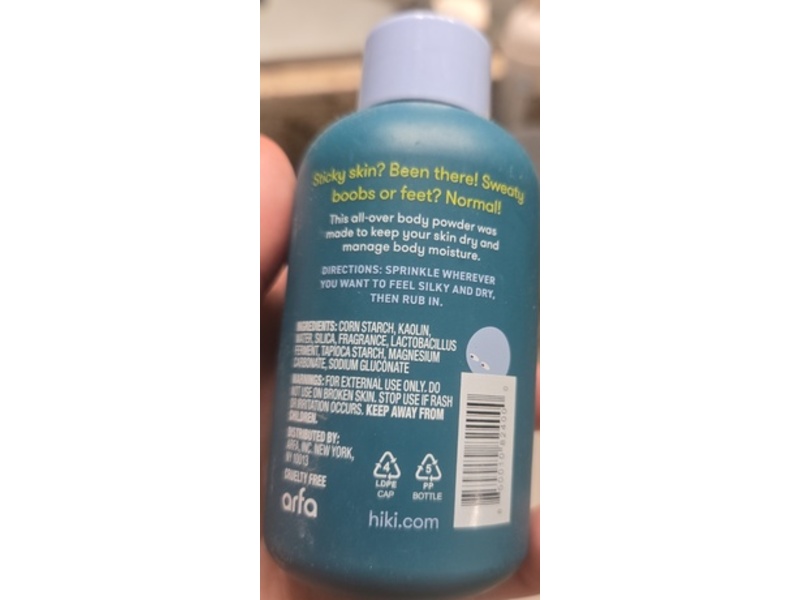 Sticky skin? Been there! Sweaty
boobs or feet? Normal!
This all-over body powder was
made to keep your skin dry and
manage body moisture.
DIRECTIONS: SPRINKLE WHEREVER
YOU WANT TO FEEL SILKY AND DRY,
THEN RUB IN.
INGREDIENTS: CORN STARCH, KAOLIN,
WATER, SILICA, FRAGRANCE, LACTOBACILLUS
FERMENT, TAPIOCA STARCH, MAGNESIUM
CARBONATE, SODIUM GLUCONATE
WARNINGS: FOR EXTERNAL USE ONLY. DO
NOT USE ON BROKEN SKIN. STOP USE IF RASH
OR IRRITATION OCCURS. KEEP AWAY FROM
CHILDREN.
DISTRIBUTED BY:
ARFA, INC. NEW YORK,
NY 10013
CRUELTY FREE
arfa
4
LDPE
CAP
5
PP
BOTTLE
hiki.com